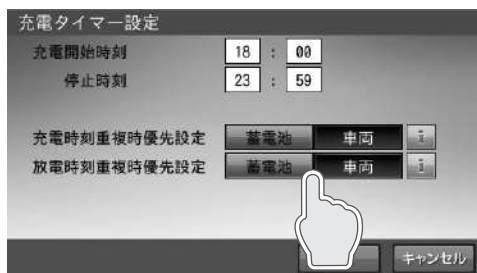 充電タイマー設定
充電開始時刻 18 : 00
停止時刻 23 : 59
充電時刻重複時優先設定 蓄電池 車両 i
放電時刻重複時優先設定 蓄電池 車両 i
キャンセル